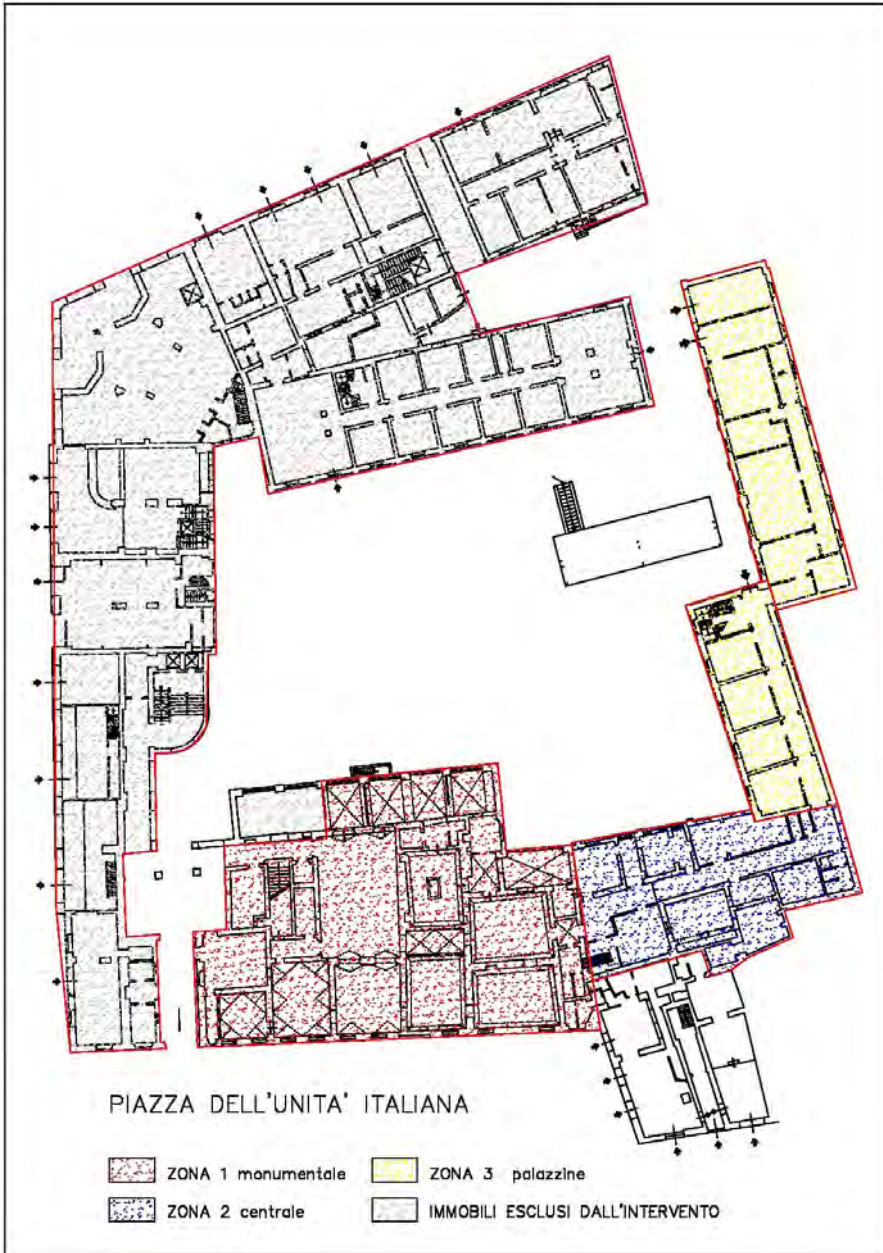 PIAZZA DELL'UNITA' ITALIANA
ZONA 1 monumentale
ZONA 3 palazzine
ZONA 2 centrale
IMMOBILI ESCLUSI DALL'INTERVENTO